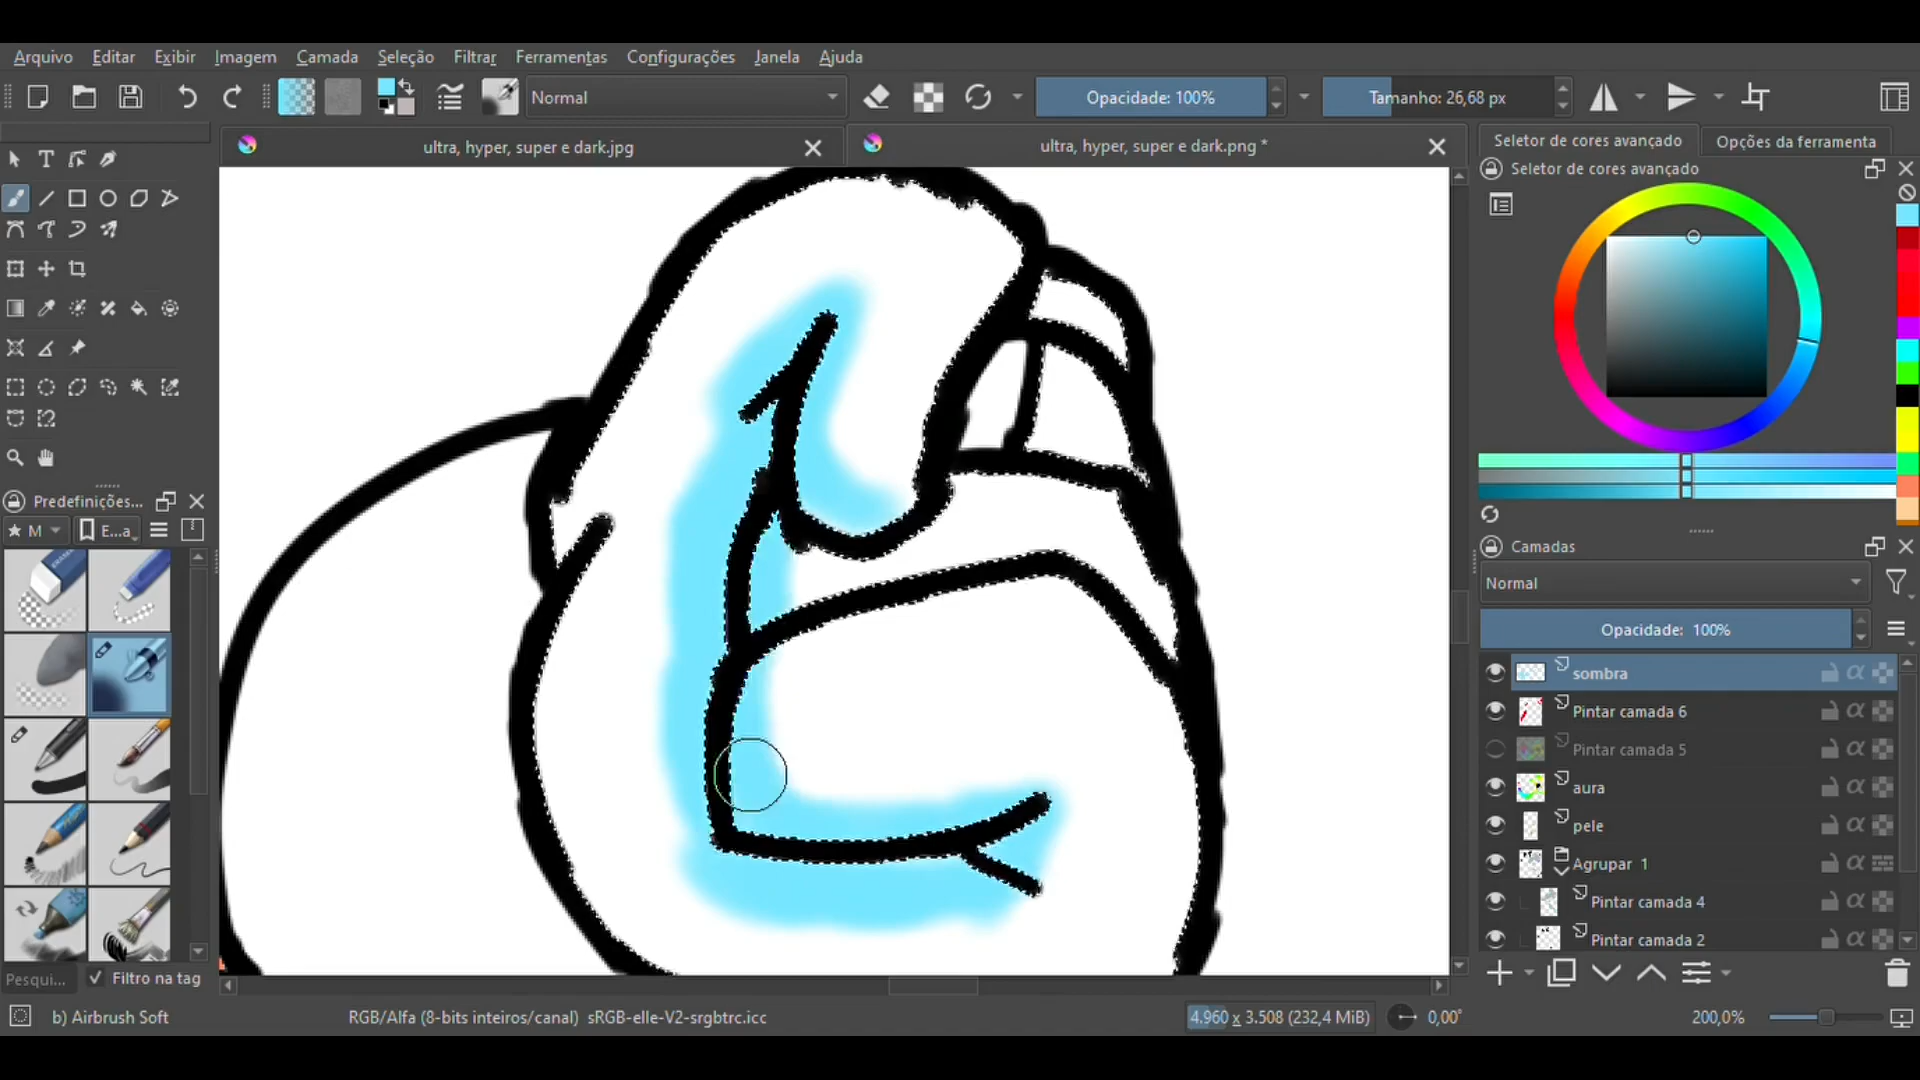 Arquivo Editar Exibir Imagem Camada Seleção Filtrar Ferramentas Configurações Janela Ajuda
Normal Opacidade: 100% Tamanho: 26,68 px
ultra, hyper, super e dark.jpg ultra, hyper, super e dark.png * Seletor de cores avançado Opções da ferramenta
Seletor de cores avançado
Predefinições...
M E...a
Camadas
Normal
Opacidade: 100%
sombra
Pintar camada 6
Pintar camada 5
aura
pele
Agrupar 1
Pintar camada 4
Pintar camada 2
Pesqui... Filtro na tag
b) Airbrush Soft RGB/Alfa (8-bits inteiros/canal) sRGB-elle-V2-srgbtrc.icc 4.960 x 3.508 (232,4 MiB) 0,00° 200,0%